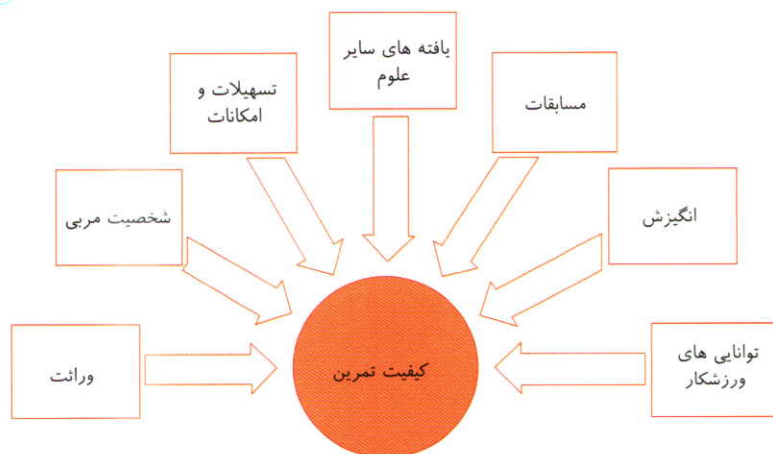 یافته های سایر
علوم
تسهیلات و
امکانات
مسابقات
شخصیت مربی
انگیزش
وراثت
کیفیت تمرین
توانایی های
ورزشکار